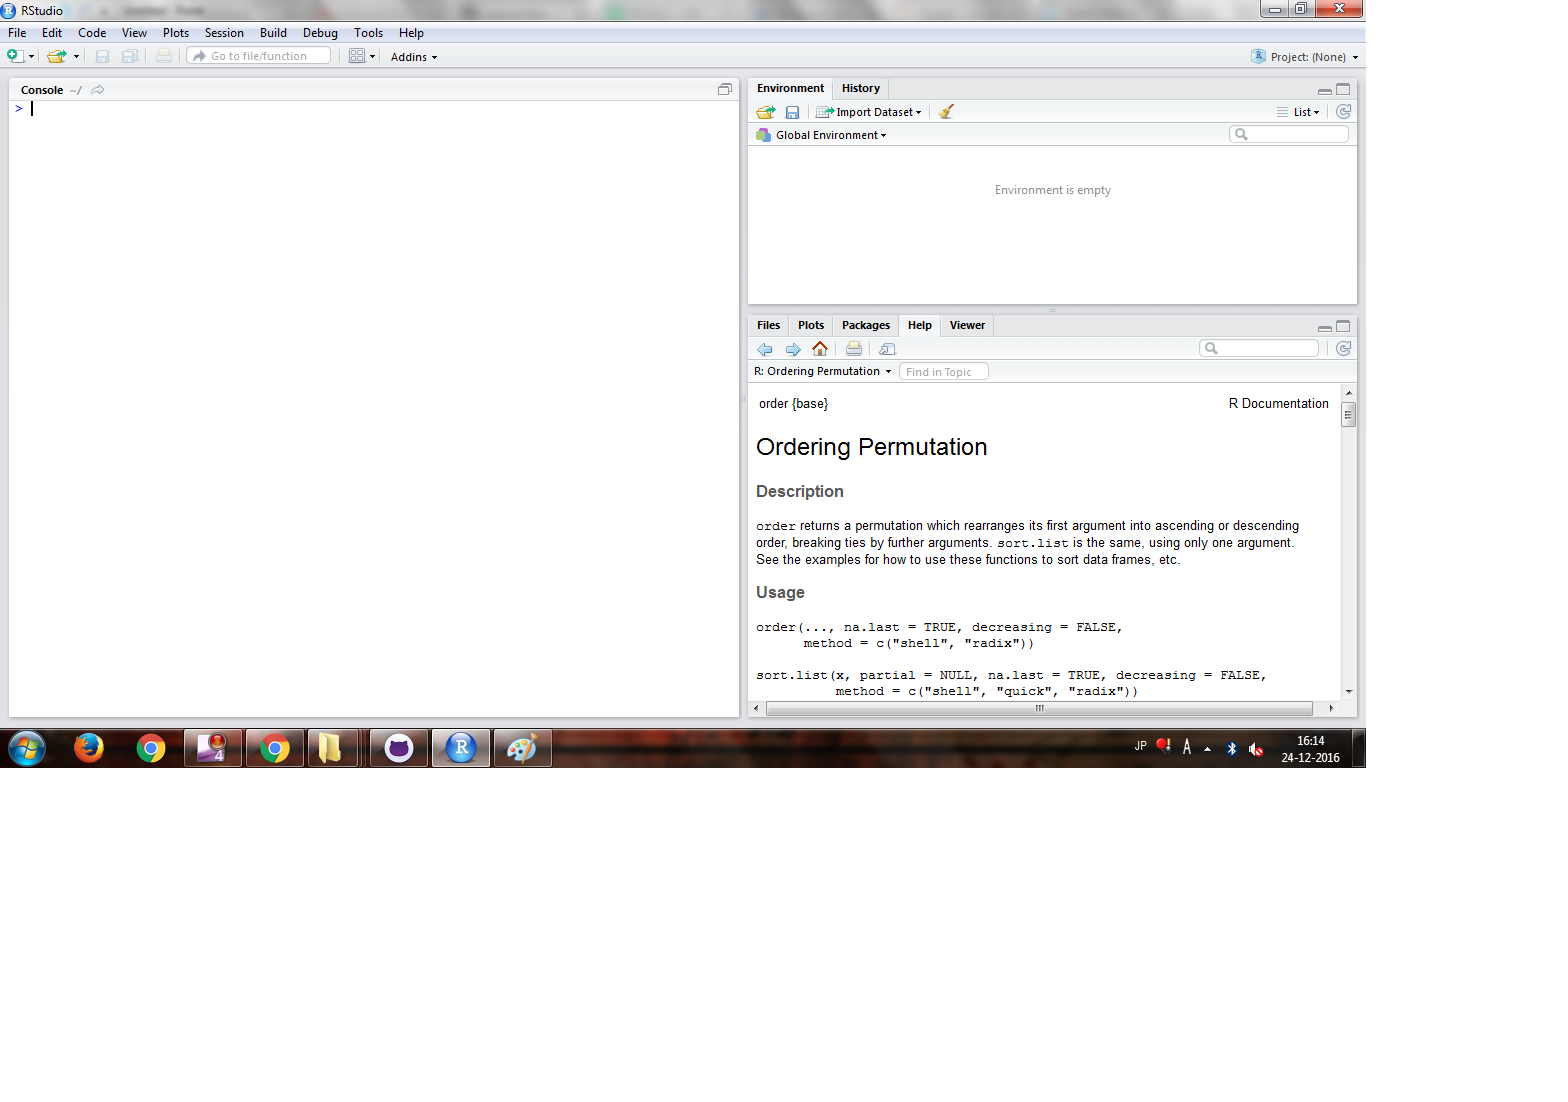 RStudio
File Edit Code View Plots Session Build Debug Tools Help
Go to file/function Addins Project: (None)
Console ~/
>
Environment History
Import Dataset List
Global Environment
Environment is empty
Files Plots Packages Help Viewer
R: Ordering Permutation Find in Topic
order {base} R Documentation
Ordering Permutation
Description
order returns a permutation which rearranges its first argument into ascending or descending
order, breaking ties by further arguments. sort.list is the same, using only one argument.
See the examples for how to use these functions to sort data frames, etc.
Usage
order(..., na.last = TRUE, decreasing = FALSE,
method = c("shell", "radix"))
sort.list(x, partial = NULL, na.last = TRUE, decreasing = FALSE,
method = c("shell", "quick", "radix"))
4 R JP A 16:14
24-12-2016